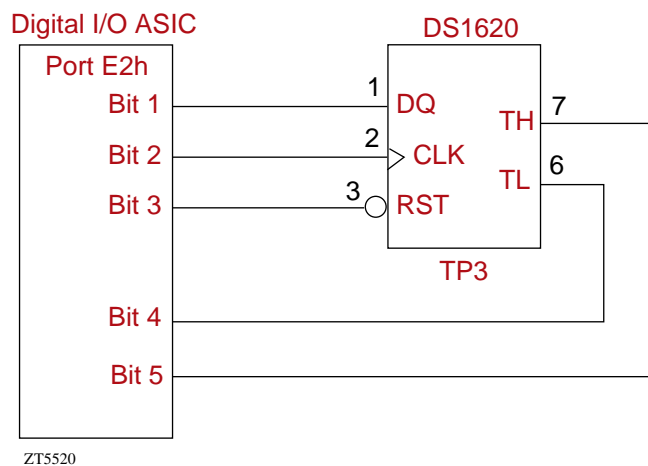 Digital I/O ASIC
DS1620
Port E2h
Bit 1
1
DQ
TH
7
Bit 2
2
CLK
TL
6
Bit 3
3
RST
TP3
Bit 4
Bit 5
ZT5520